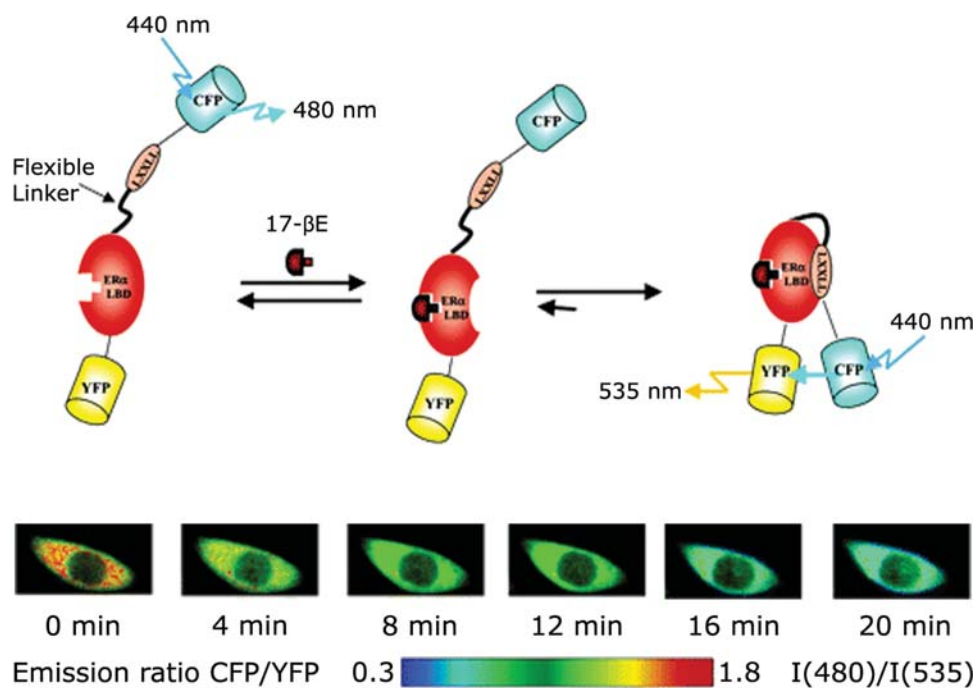 440 nm
CFP
480 nm
LXXLL
Flexible
Linker
ERα
LBD
YFP
17-βE
CFP
LXXLL
ERα
LBD
YFP
ERα
LBD
LXXLL
440 nm
YFP
CFP
535 nm
0 min
4 min
8 min
12 min
16 min
20 min
Emission ratio CFP/YFP 0.3 1.8 I(480)/I(535)